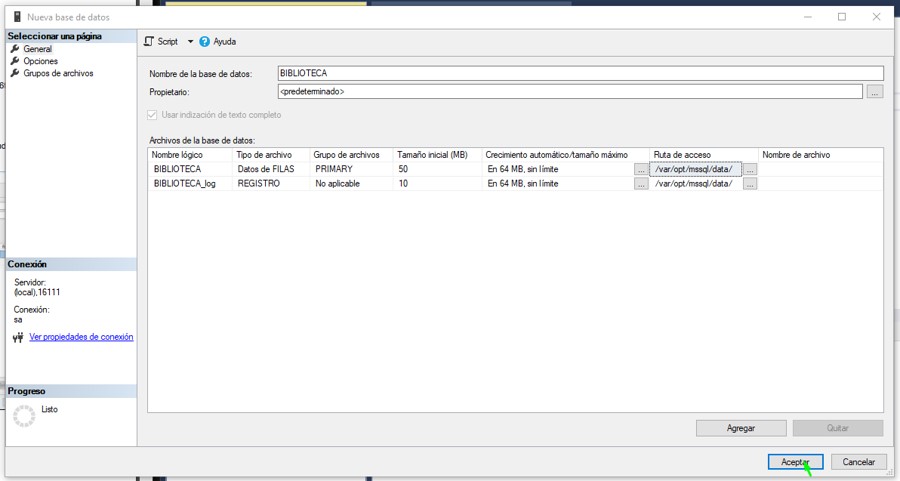 Nueva base de datos
Seleccionar una página
General
Opciones
Grupos de archivos
Script
Ayuda
Nombre de la base de datos: BIBLIOTECA
Propietario: <predeterminado> ...
Usar indización de texto completo
Archivos de la base de datos:
Nombre lógico Tipo de archivo Grupo de archivos Tamaño inicial (MB) Crecimiento automático/tamaño máximo Ruta de acceso Nombre de archivo
BIBLIOTECA Datos de FILAS PRIMARY 50 En 64 MB, sin límite ... /var/opt/mssql/data/ ...
BIBLIOTECA_log REGISTRO No aplicable 10 En 64 MB, sin límite ... /var/opt/mssql/data/ ...
Conexión
Servidor:
(local),16111
Conexión:
sa
Ver propiedades de conexión
Progreso
Listo
Agregar Quitar
Aceptar Cancelar